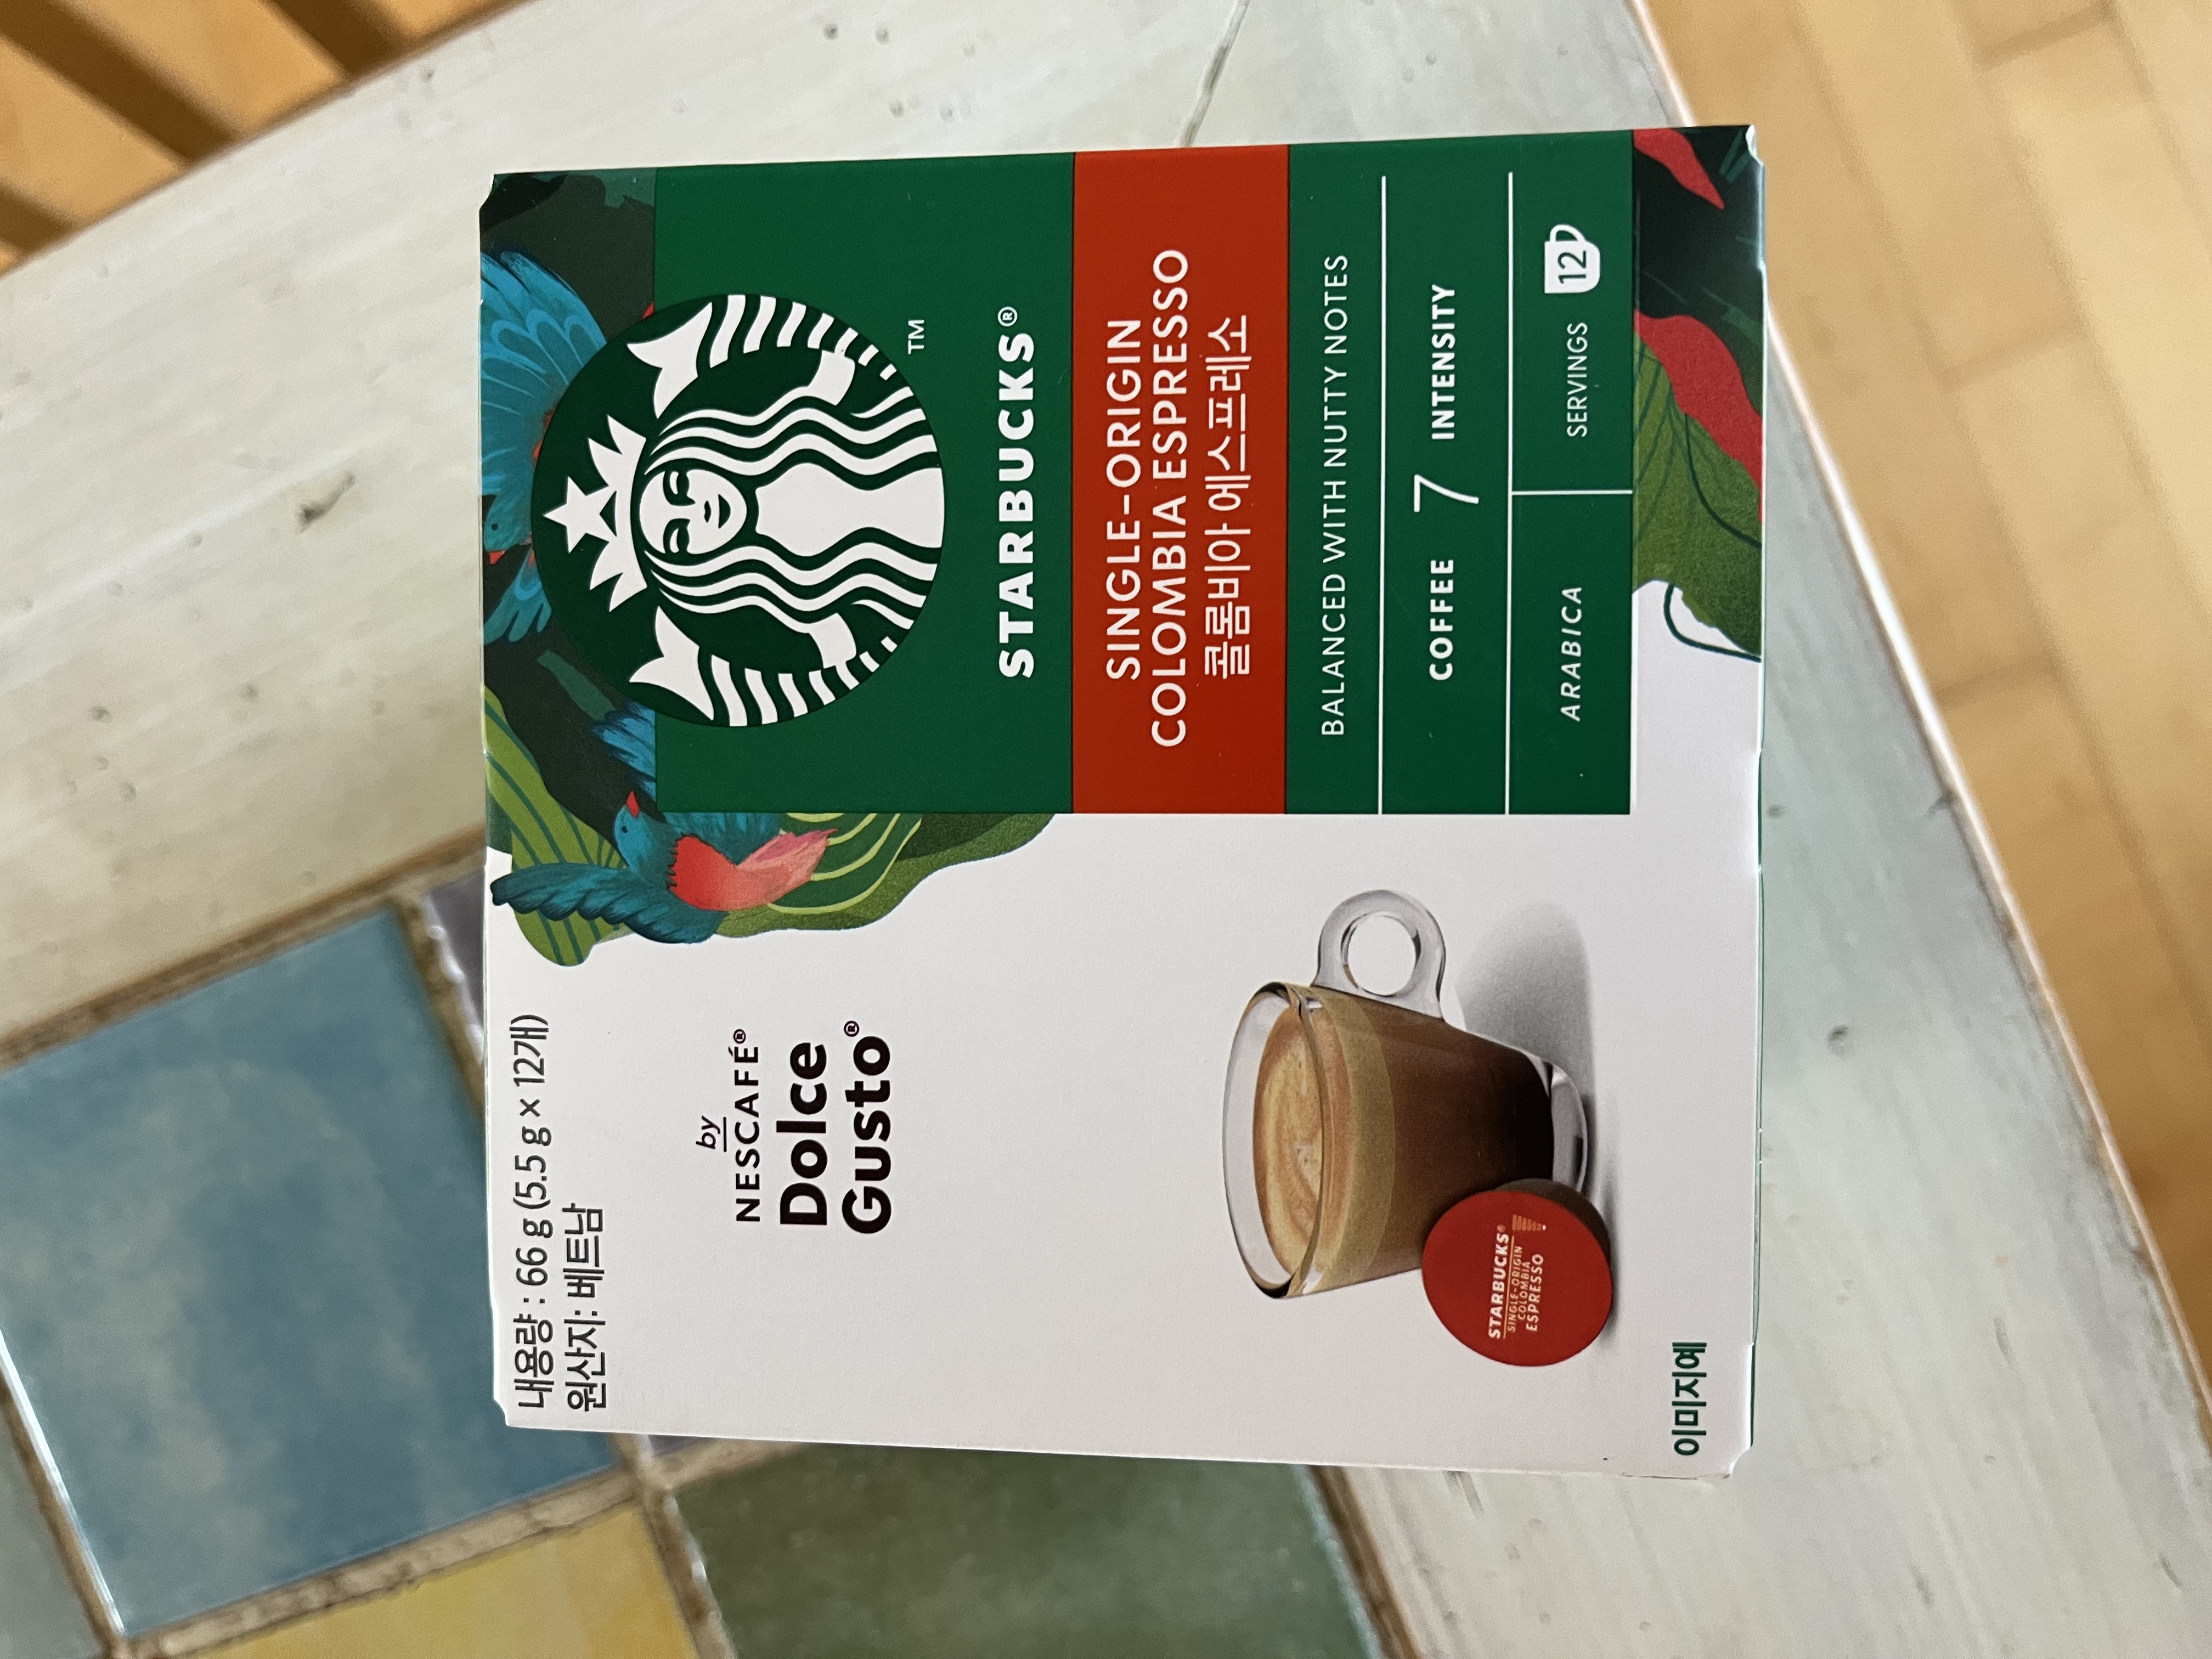 내용량 : 66 g (5.5 g × 12개)
원산지: 베트남
by
NESCAFÉ®
Dolce
Gusto®
TM
STARBUCKS®
SINGLE-ORIGIN
COLOMBIA ESPRESSO
콜롬비아 에스프레소
BALANCED WITH NUTTY NOTES
COFFEE 7 INTENSITY
ARABICA
SERVINGS 12
STARBUCKS®
SINGLE-ORIGIN
COLOMBIA
ESPRESSO
이미지예